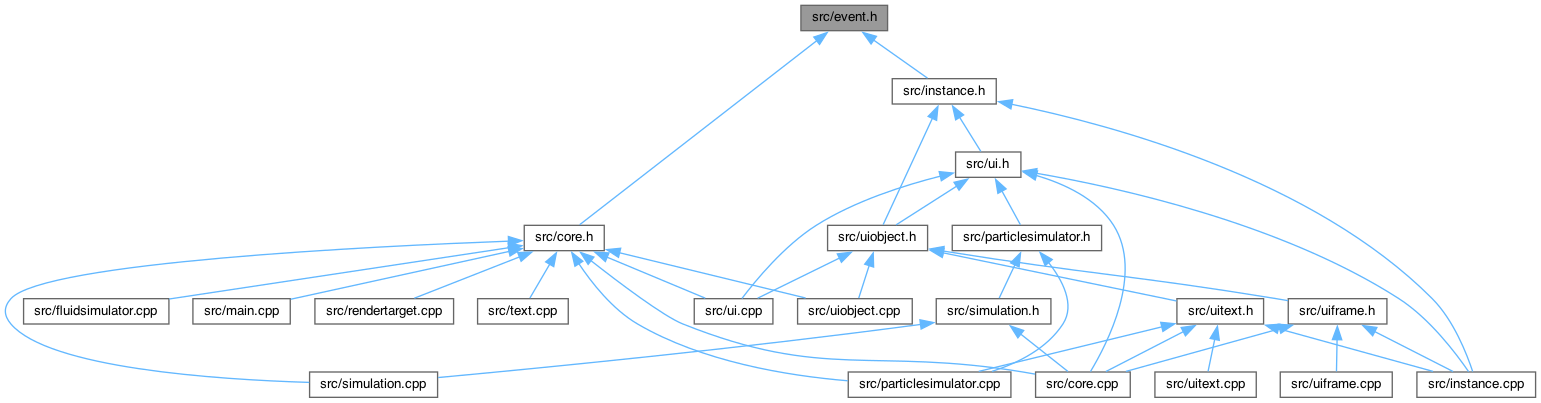 src/event.h
src/instance.h
src/ui.h
src/core.h
src/uiobject.h
src/particlesimulator.h
src/fluidsimulator.cpp
src/main.cpp
src/rendertarget.cpp
src/text.cpp
src/ui.cpp
src/uiobject.cpp
src/simulation.h
src/uitext.h
src/uiframe.h
src/simulation.cpp
src/particlesimulator.cpp
src/core.cpp
src/uitext.cpp
src/uiframe.cpp
src/instance.cpp